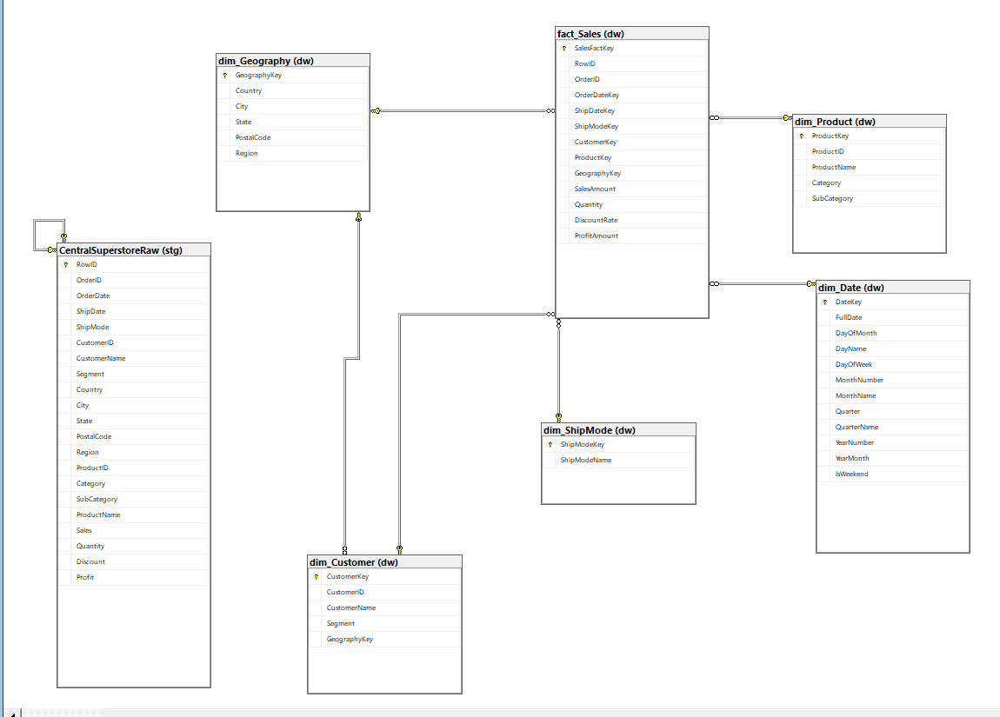 fact_Sales (dw)
SalesFactKey
RowID
OrderID
OrderDateKey
ShipDateKey
ShipModeKey
CustomerKey
ProductKey
GeographyKey
SalesAmount
Quantity
DiscountRate
ProfitAmount
dim_Geography (dw)
GeographyKey
Country
City
State
PostalCode
Region
dim_Product (dw)
ProductKey
ProductID
ProductName
Category
SubCategory
CentralSuperstoreRaw (stg)
RowID
OrderID
OrderDate
ShipDate
ShipMode
CustomerID
CustomerName
Segment
Country
City
State
PostalCode
Region
ProductID
Category
SubCategory
ProductName
Sales
Quantity
Discount
Profit
dim_Date (dw)
DateKey
FullDate
DayOfMonth
DayName
DayOfWeek
MonthNumber
MonthName
Quarter
QuarterName
YearNumber
YearMonth
IsWeekend
dim_ShipMode (dw)
ShipModeKey
ShipModeName
dim_Customer (dw)
CustomerKey
CustomerID
CustomerName
Segment
GeographyKey